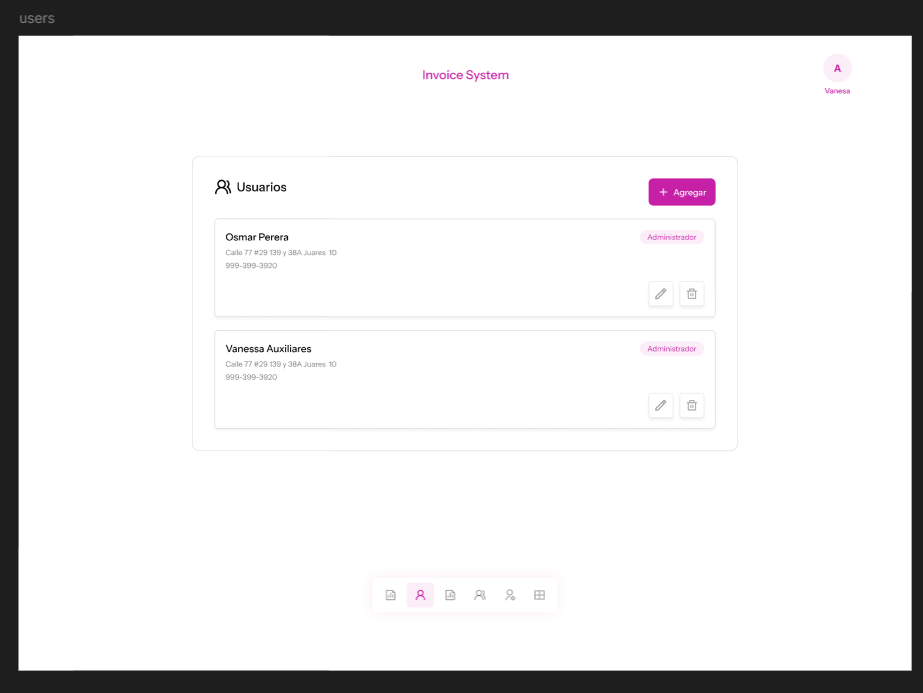 users
Invoice System
A
Vanesa
Usuarios
+ Agregar
Osmar Perera
Administrador
Calle 77 #29 139 y 38A Juares 10
999-399-3920
Vanessa Auxiliares
Administrador
Calle 77 #29 139 y 38A Juares 10
999-399-3920